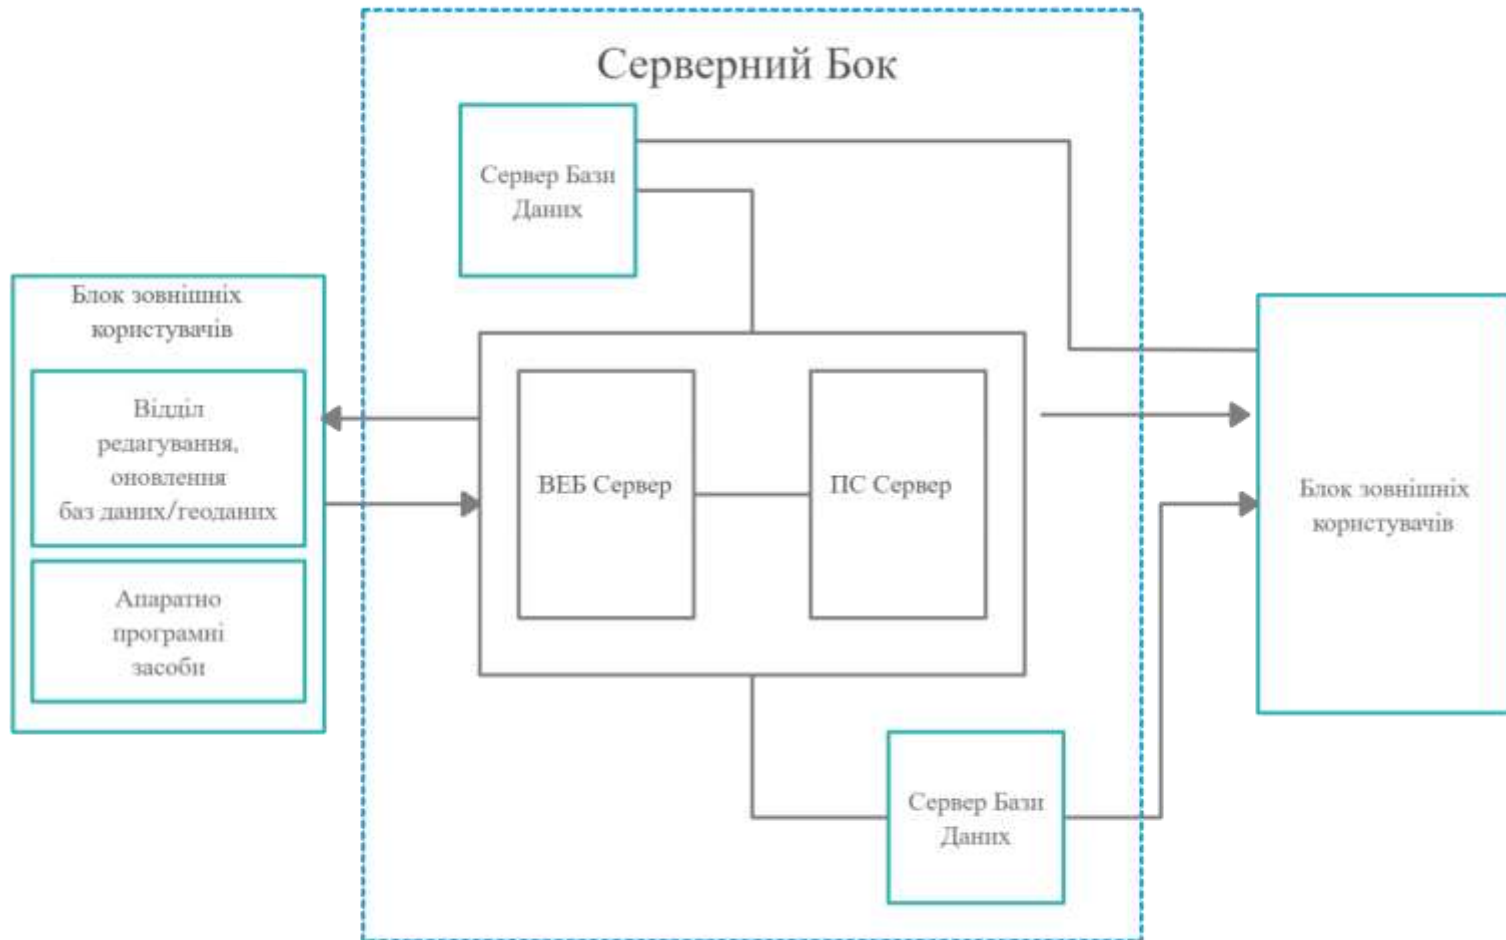 Серверний Бок
Сервер Бази
Даних
Блок зовнішніх
користувачів
Відділ
редагування,
оновлення
баз даних/геоданих
Апаратно
програмні
засоби
ВЕБ Сервер
ПС Сервер
Блок зовнішніх
користувачів
Сервер Бази
Даних